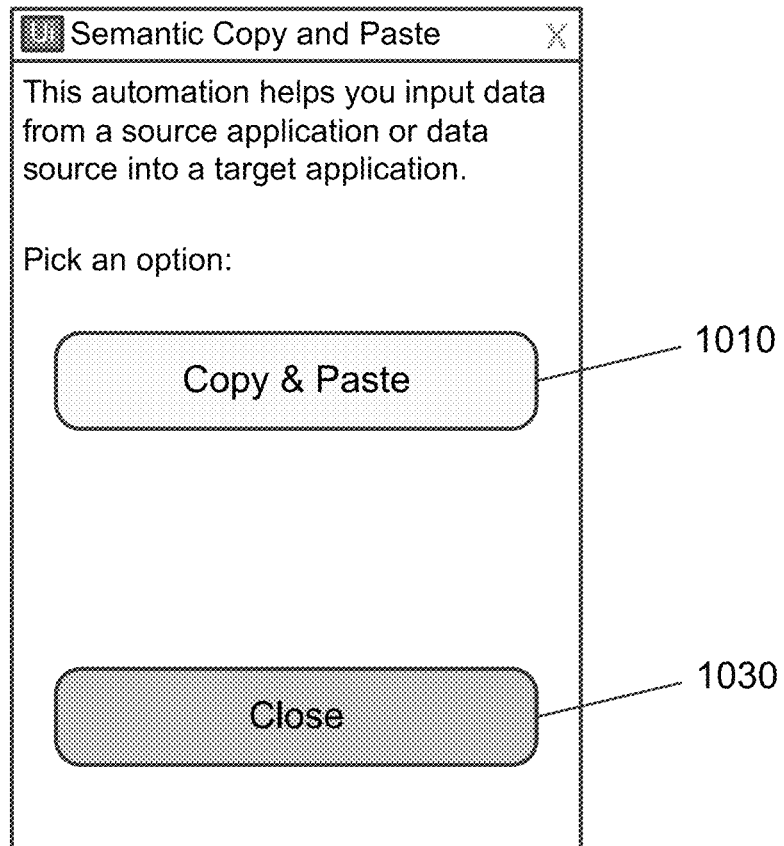 Ui Semantic Copy and Paste X
This automation helps you input data
from a source application or data
source into a target application.
Pick an option:
Copy & Paste
1010
Close
1030